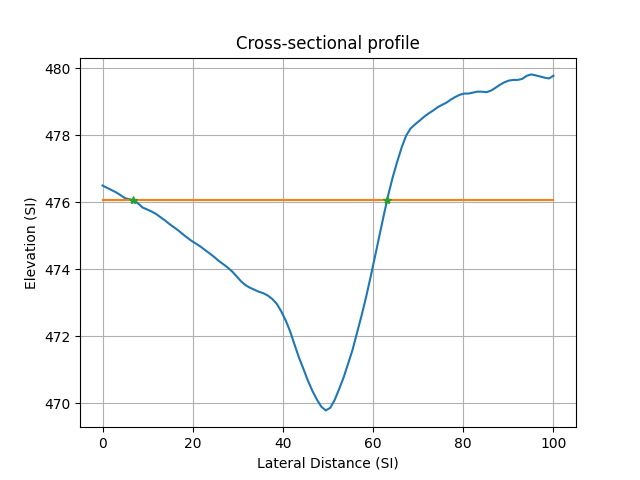 Cross-sectional profile
480
478
476
474
472
470
Elevation (SI)
0 20 40 60 80 100
Lateral Distance (SI)